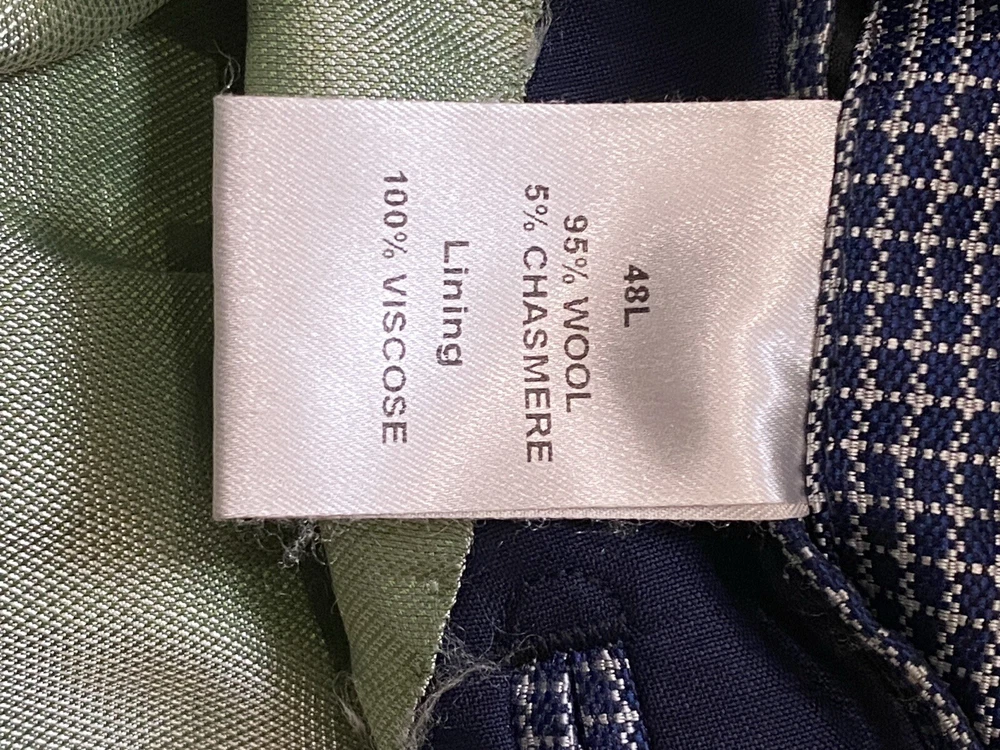 48L
95% WOOL
5% CHASMERE
Lining
100% VISCOSE